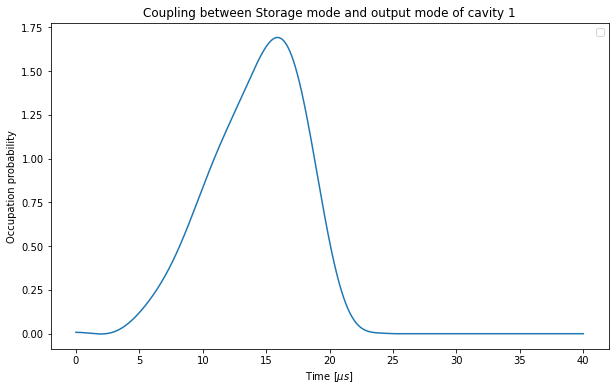 Coupling between Storage mode and output mode of cavity 1
1.75
1.50
1.25
1.00
0.75
0.50
0.25
0.00
Occupation probability
0 5 10 15 20 25 30 35 40
Time [μs]